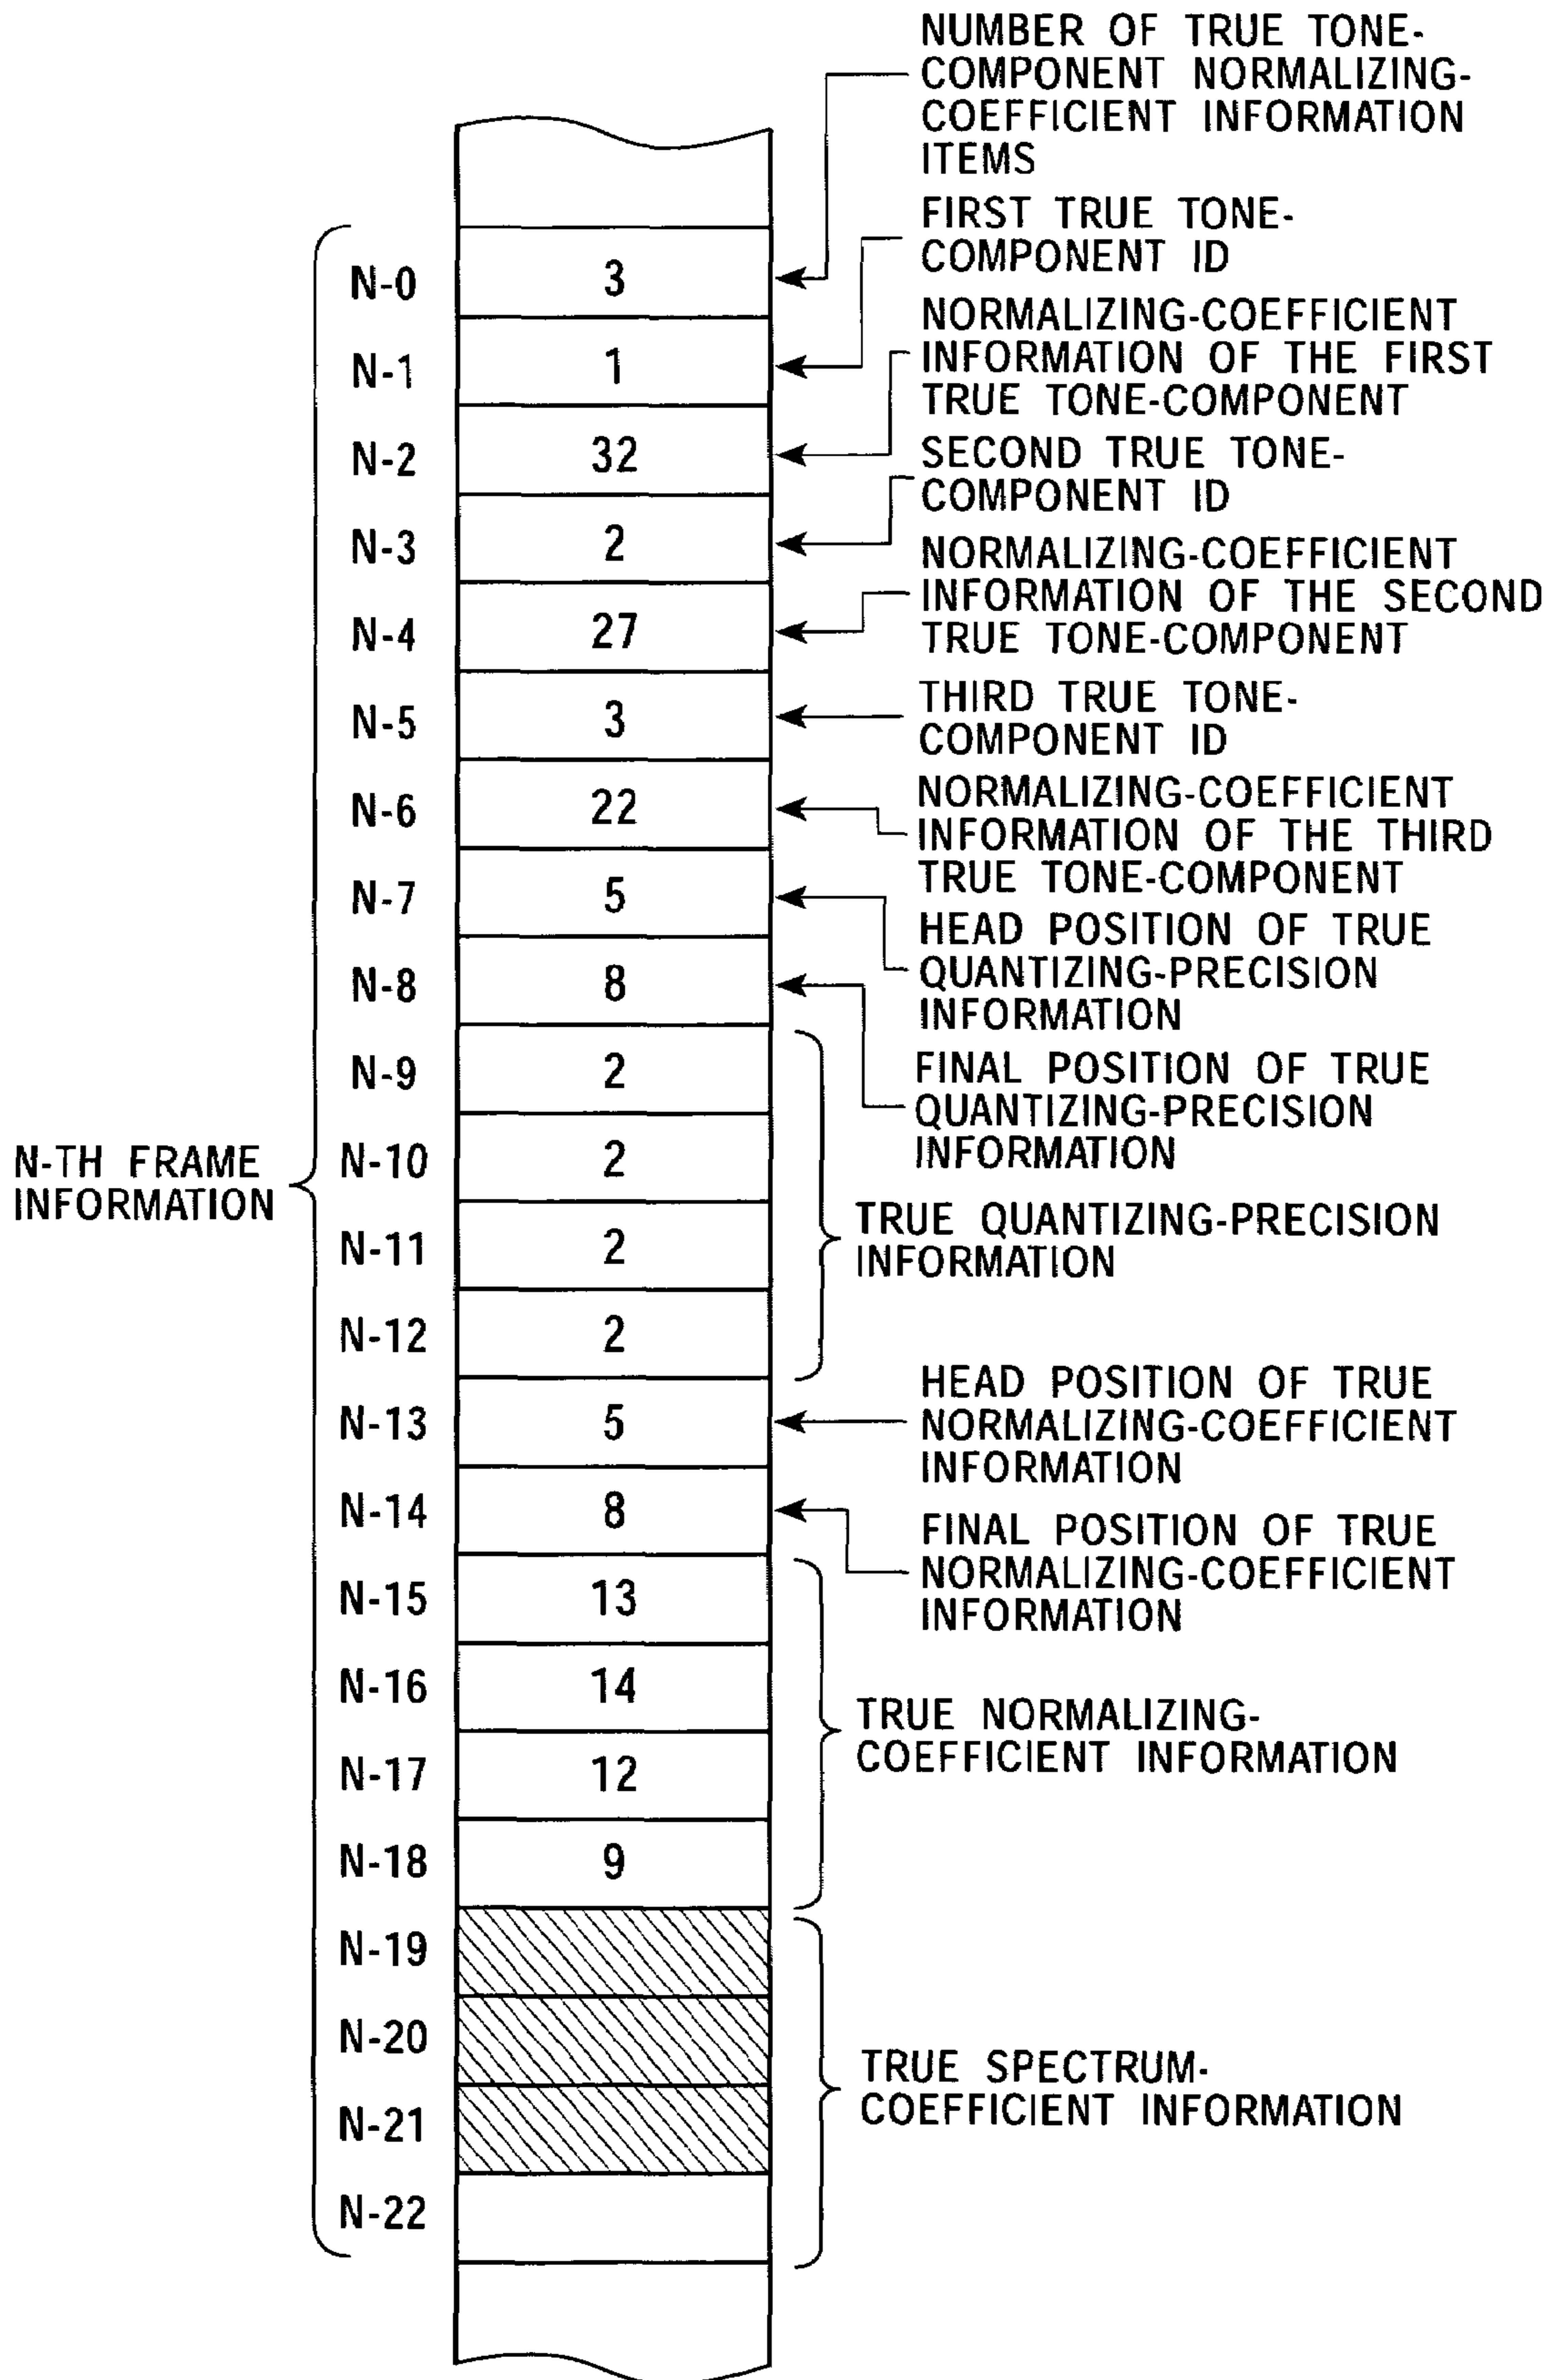 NUMBER OF TRUE TONE-
COMPONENT NORMALIZING-
COEFFICIENT INFORMATION
ITEMS
FIRST TRUE TONE-
COMPONENT ID
N-0
3
NORMALIZING-COEFFICIENT
INFORMATION OF THE FIRST
TRUE TONE-COMPONENT
N-1
1
N-2
32
SECOND TRUE TONE-
COMPONENT ID
N-3
2
NORMALIZING-COEFFICIENT
INFORMATION OF THE SECOND
TRUE TONE-COMPONENT
N-4
27
N-5
3
THIRD TRUE TONE-
COMPONENT ID
N-6
22
NORMALIZING-COEFFICIENT
INFORMATION OF THE THIRD
TRUE TONE-COMPONENT
N-7
5
HEAD POSITION OF TRUE
QUANTIZING-PRECISION
INFORMATION
N-8
8
FINAL POSITION OF TRUE
QUANTIZING-PRECISION
INFORMATION
N-9
2
N-TH FRAME
INFORMATION
N-10
2
TRUE QUANTIZING-PRECISION
INFORMATION
N-11
2
N-12
2
HEAD POSITION OF TRUE
NORMALIZING-COEFFICIENT
INFORMATION
N-13
5
N-14
8
FINAL POSITION OF TRUE
NORMALIZING-COEFFICIENT
INFORMATION
N-15
13
N-16
14
TRUE NORMALIZING-
COEFFICIENT INFORMATION
N-17
12
N-18
9
N-19
N-20
TRUE SPECTRUM-
COEFFICIENT INFORMATION
N-21
N-22